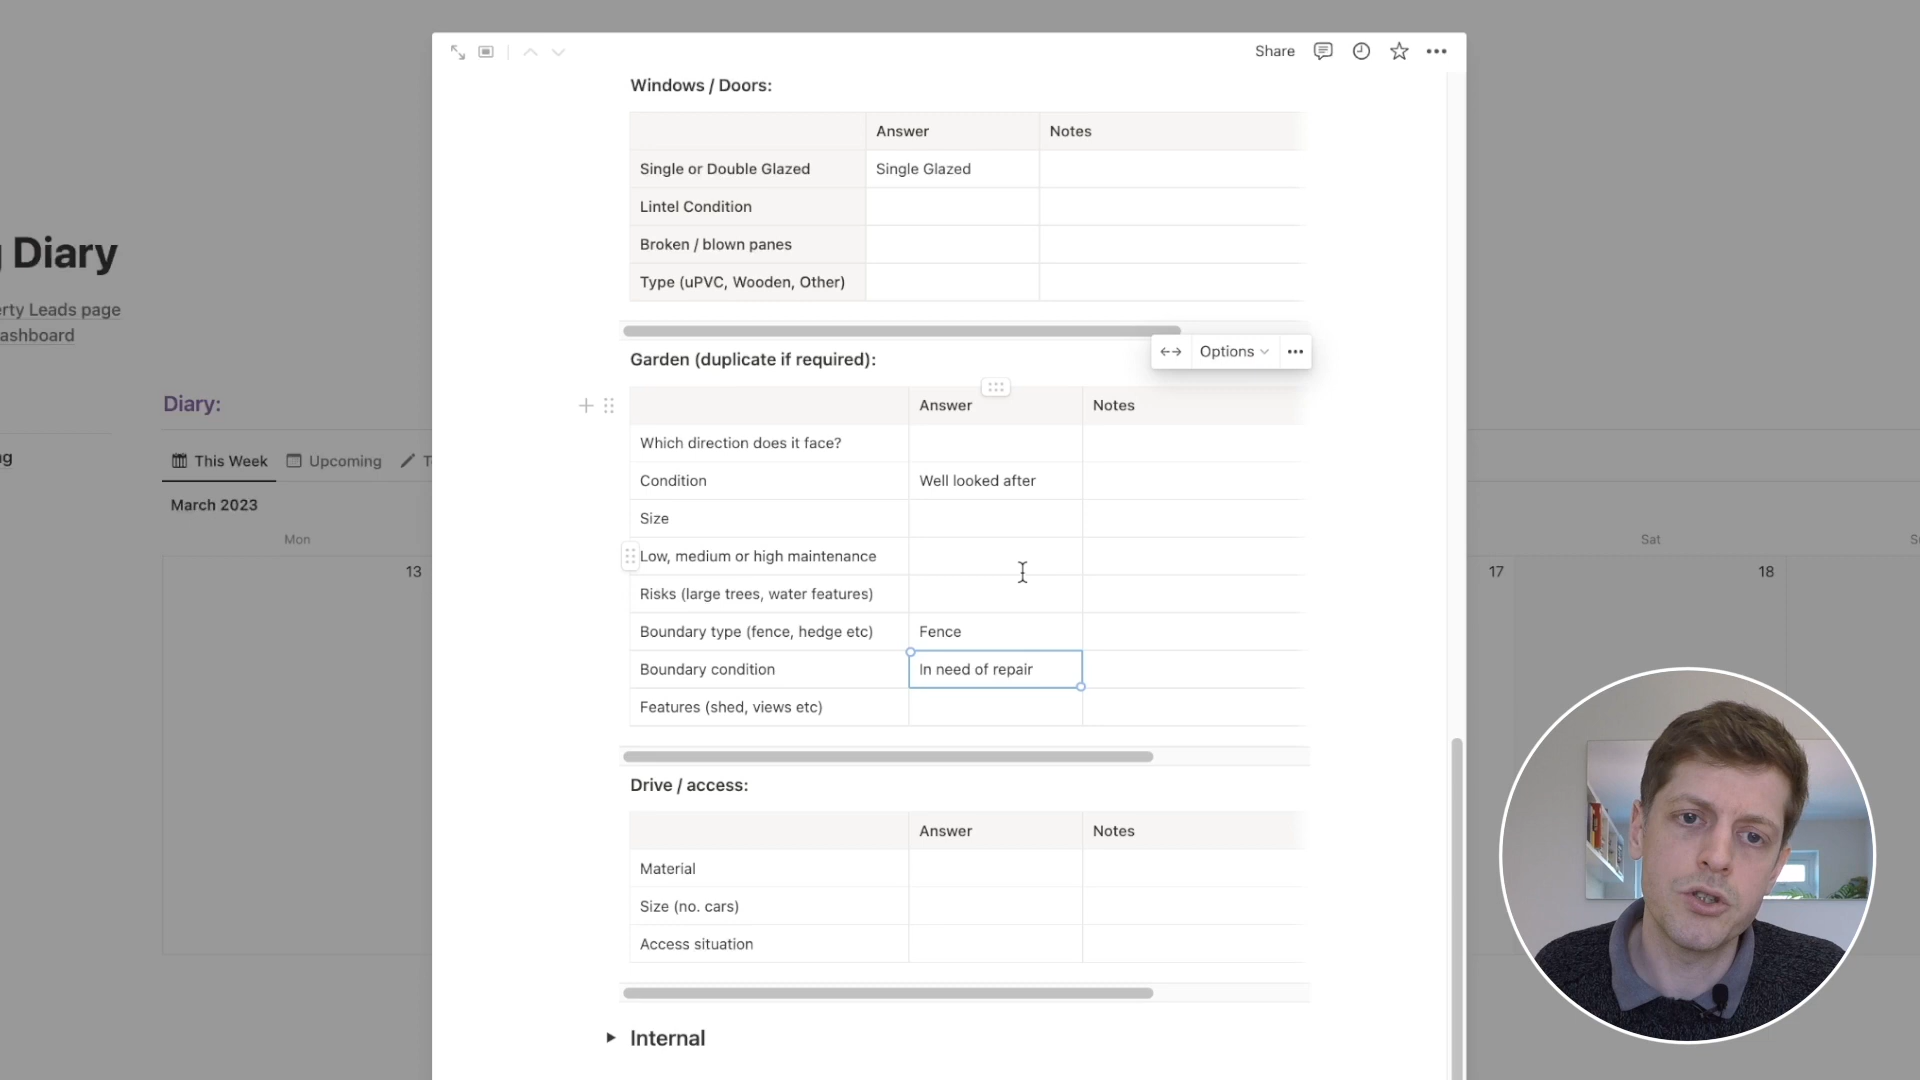 Share
Windows / Doors:
Answer Notes
Single or Double Glazed Single Glazed
Lintel Condition
Broken / blown panes
Type (uPVC, Wooden, Other)
Options
Garden (duplicate if required):
Answer Notes
Which direction does it face?
Condition Well looked after
Size
Low, medium or high maintenance
Risks (large trees, water features)
Boundary type (fence, hedge etc) Fence
Boundary condition In need of repair
Features (shed, views etc)
Drive / access:
Answer Notes
Material
Size (no. cars)
Access situation
Internal
g Diary
erty Leads page
ashboard
Diary:
g
This Week Upcoming T
March 2023
Mon Sat S
13 17 18